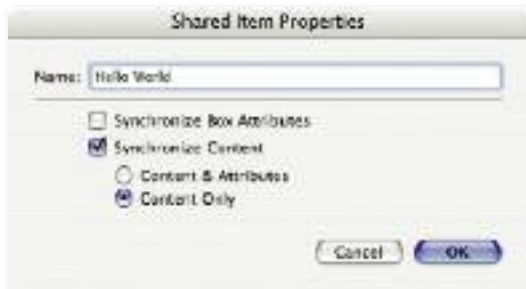 Shared Item Properties
Name: Hello World
Synchronize Box Attributes
Synchronize Content
Content & Attributes
Content Only
Cancel OK